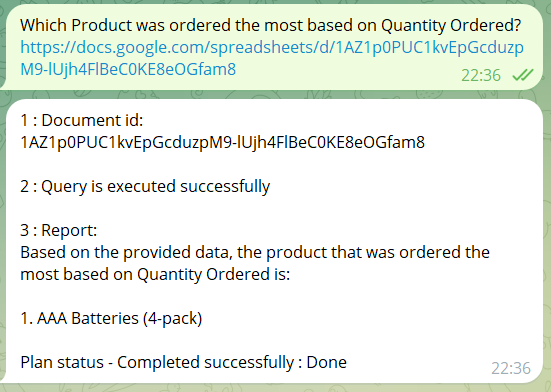 Which Product was ordered the most based on Quantity Ordered?
https://docs.google.com/spreadsheets/d/1AZ1p0PUC1kvEpGcduzp
M9-lUjh4FlBeC0KE8eOGfam8
22:36
1 : Document id:
1AZ1p0PUC1kvEpGcduzpM9-lUjh4FlBeC0KE8eOGfam8
2 : Query is executed successfully
3 : Report:
Based on the provided data, the product that was ordered the
most based on Quantity Ordered is:
1. AAA Batteries (4-pack)
Plan status - Completed successfully : Done
22:36